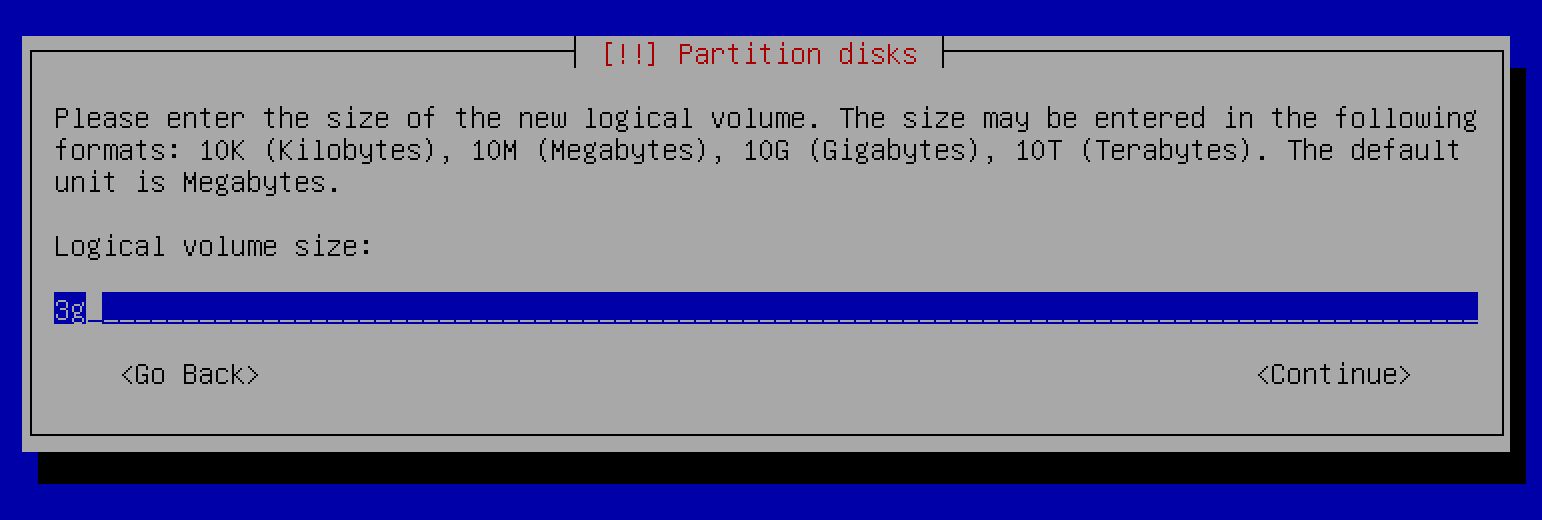 [!!] Partition disks
Please enter the size of the new logical volume. The size may be entered in the following
formats: 10K (Kilobytes), 10M (Megabytes), 10G (Gigabytes), 10T (Terabytes). The default
unit is Megabytes.
Logical volume size:
3g
<Go Back> <Continue>